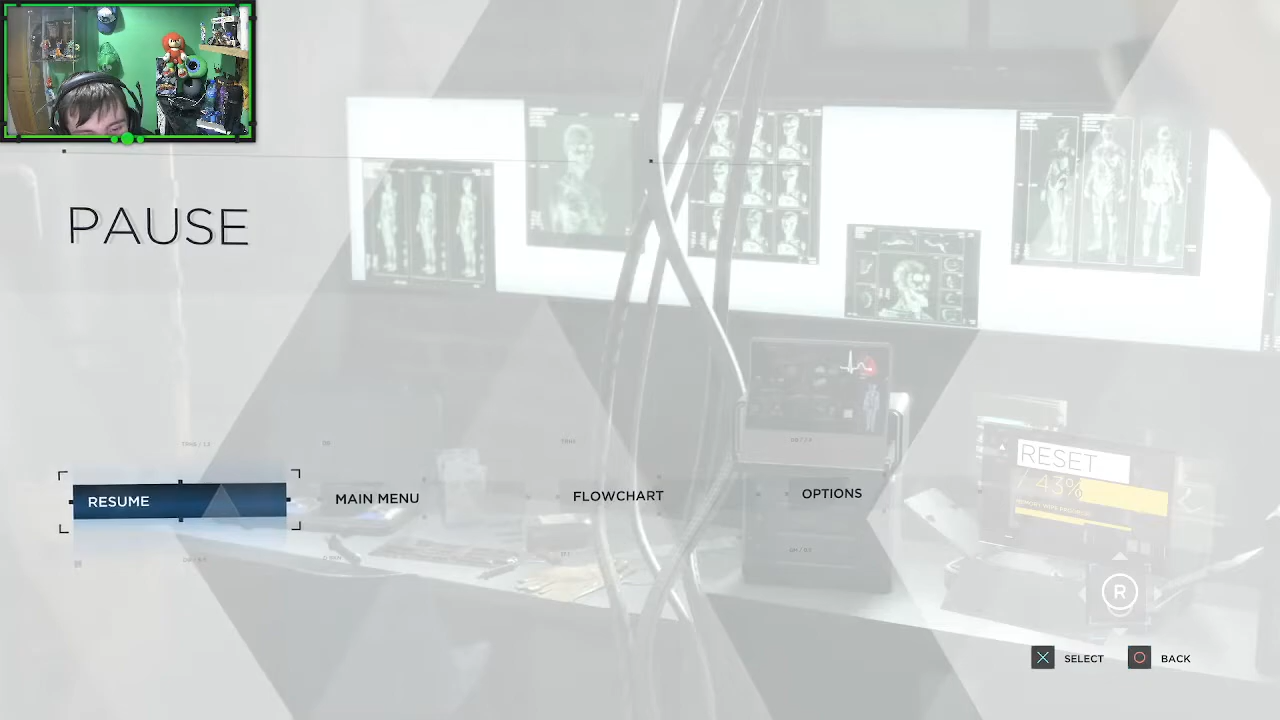 PAUSE
RESET
/ 43%
RESUME
MAIN MENU
FLOWCHART
OPTIONS
R
SELECT
BACK